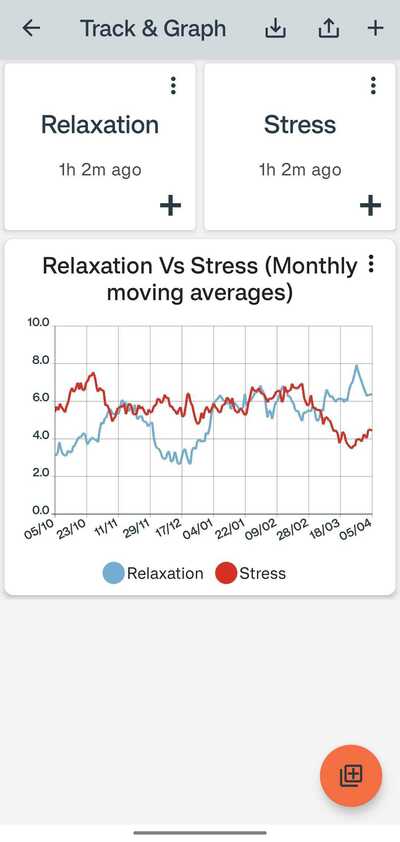 Track & Graph
Relaxation
Stress
1h 2m ago
1h 2m ago
Relaxation Vs Stress (Monthly
moving averages)
10.0
8.0
6.0
4.0
2.0
0.0
05/10 23/10 11/11 29/11 17/12 04/01 22/01 09/02 28/02 18/03 05/04
Relaxation Stress